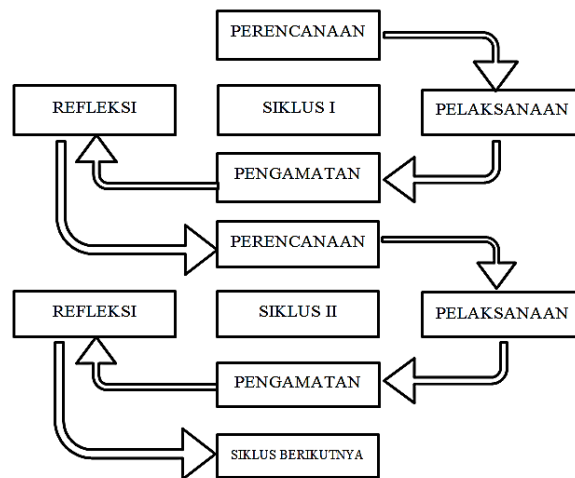 PERENCANAAN
REFLEKSI
SIKLUS I
PELAKSANAAN
PENGAMATAN
PERENCANAAN
REFLEKSI
SIKLUS II
PELAKSANAAN
PENGAMATAN
SIKLUS BERIKUTNYA